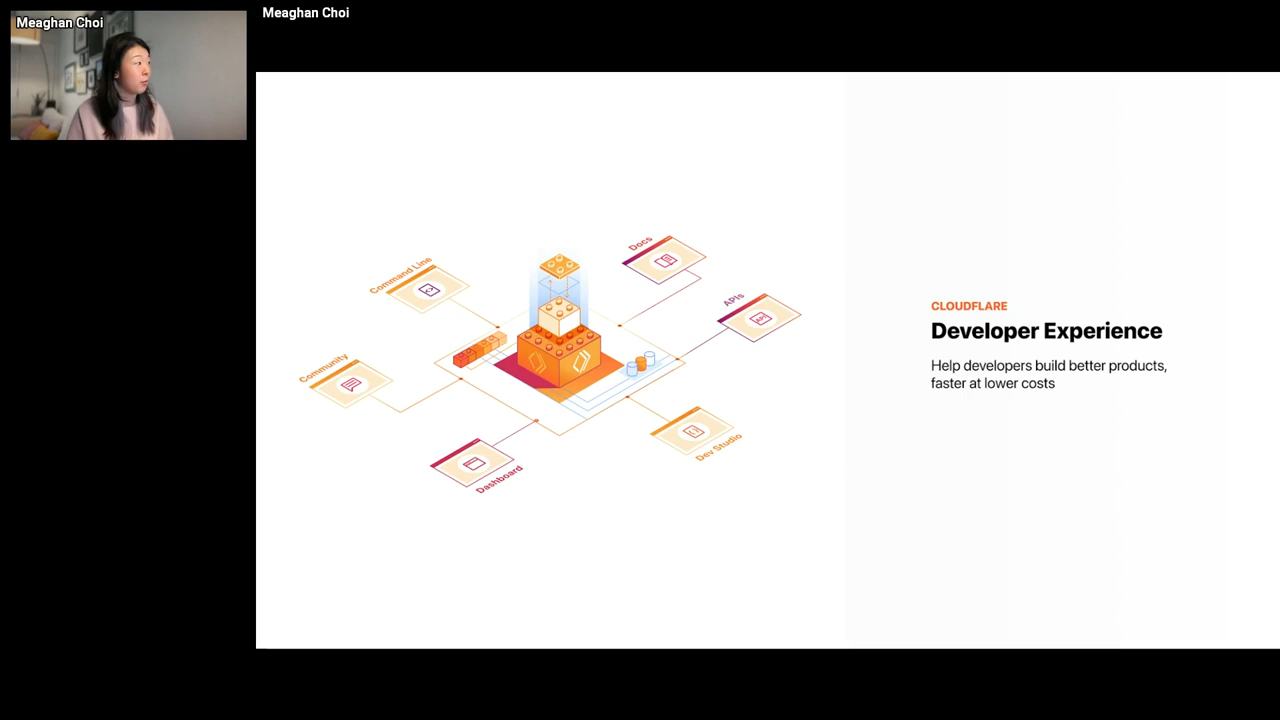 Meaghan Choi
Meaghan Choi
Docs
Command Line
APIs
Community
API
Dev Studio
Dashboard
CLOUDFLARE
Developer Experience
Help developers build better products,
faster at lower costs